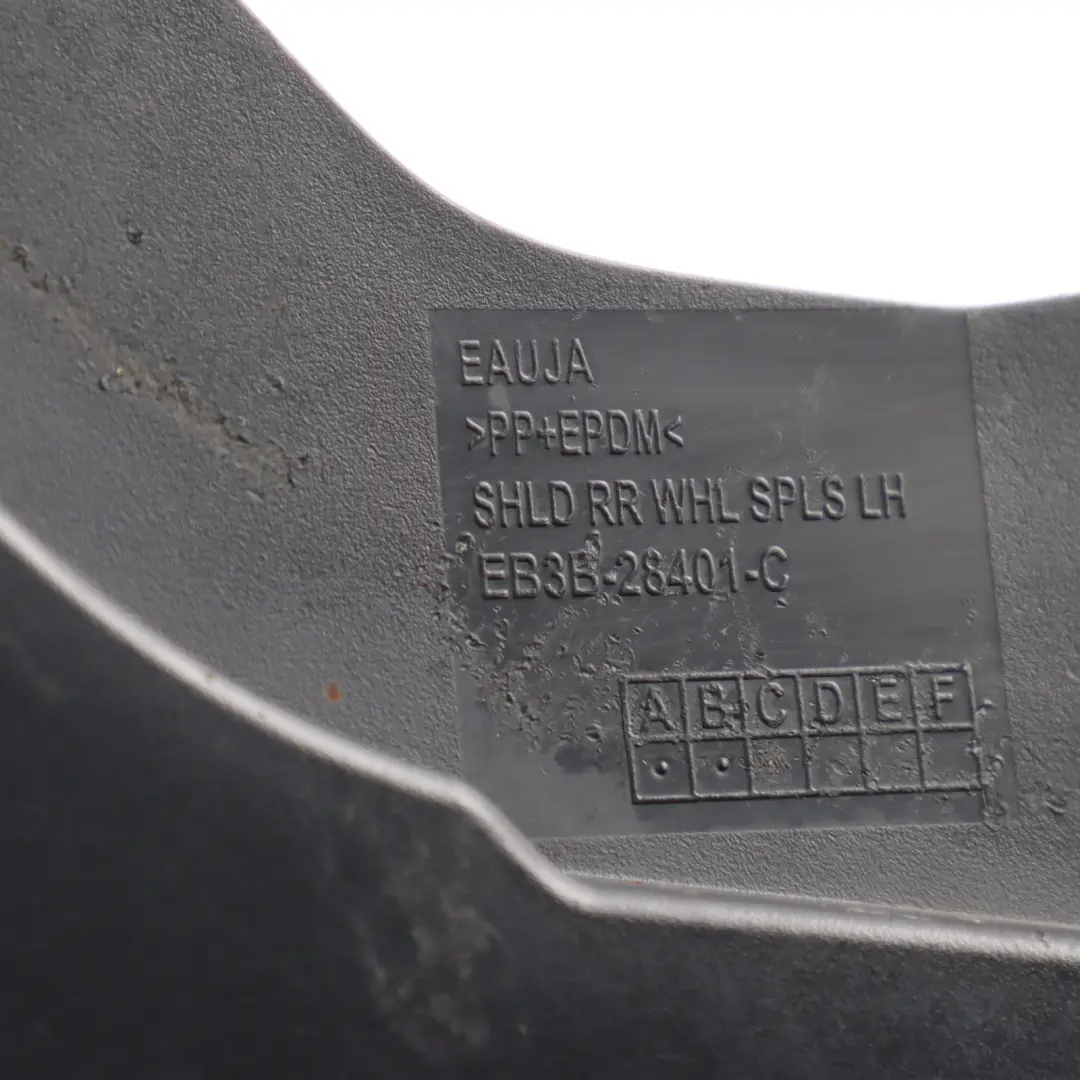 EAUJA
>PP+EPDM<
SHLD RR WHL SPLS LH
EB3B-28401-C
A B C D E F